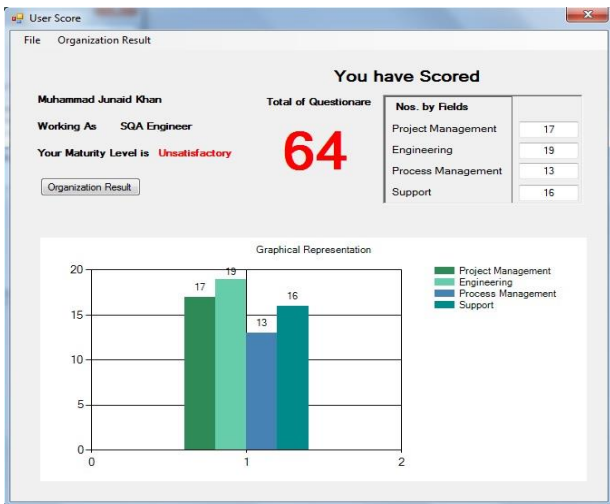 User Score
File Organization Result
You have Scored
Muhammad Junaid Khan
Working As SQA Engineer
Your Maturity Level is Unsatisfactory
Organization Result
Total of Questionare
64
Nos. by Fields
Project Management 17
Engineering 19
Process Management 13
Support 16
Graphical Representation
20
15
10
5
0
17
19
13
16
0 1 2
Project Management
Engineering
Process Management
Support